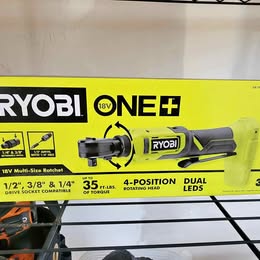 RYOBI ONE+
18V
RYOBI
18V Multi-Size Ratchet
1/2", 3/8" & 1/4"
DRIVE SOCKET COMPATIBLE
UP TO
35 FT-LBS.
OF TORQUE
4-POSITION
ROTATING HEAD
DUAL
LEDS
3